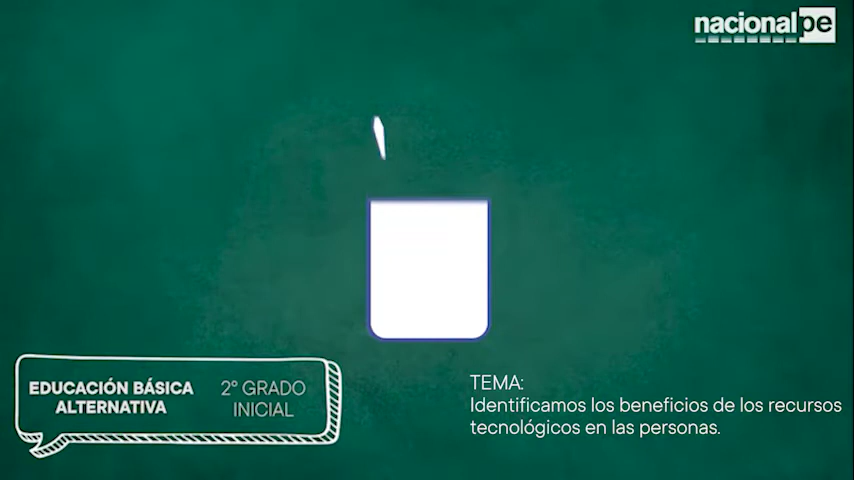 nacionalpe
EDUCACIÓN BÁSICA
ALTERNATIVA
2° GRADO
INICIAL
TEMA:
Identificamos los beneficios de los recursos
tecnológicos en las personas.